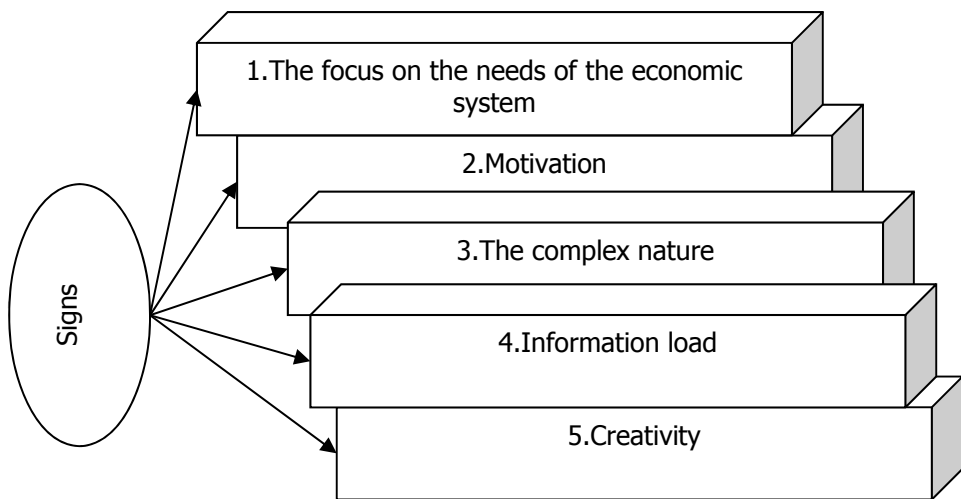 1.The focus on the needs of the economic
system
2.Motivation
3.The complex nature
4.Information load
5.Creativity
Signs